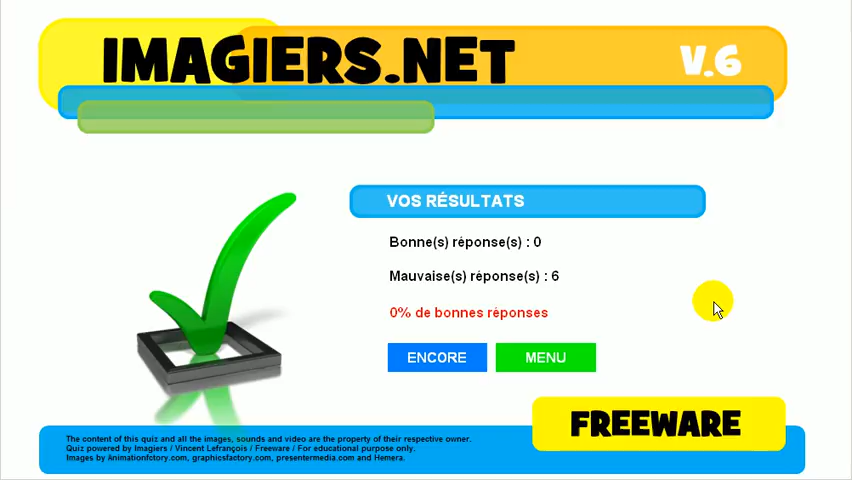 IMAGIERS.NET
V.6
VOS RÉSULTATS
Bonne(s) réponse(s) : 0
Mauvaise(s) réponse(s) : 6
0% de bonnes réponses
ENCORE
MENU
FREEWARE
The content of this quiz and all the images, sounds and video are the property of their respective owner.
Quiz powered by Imagiers / Vincent Lefrançois / Freeware / For educational purpose only.
Images by Animationfctory.com, graphicsfactory.com, presentermedia.com and Hemera.